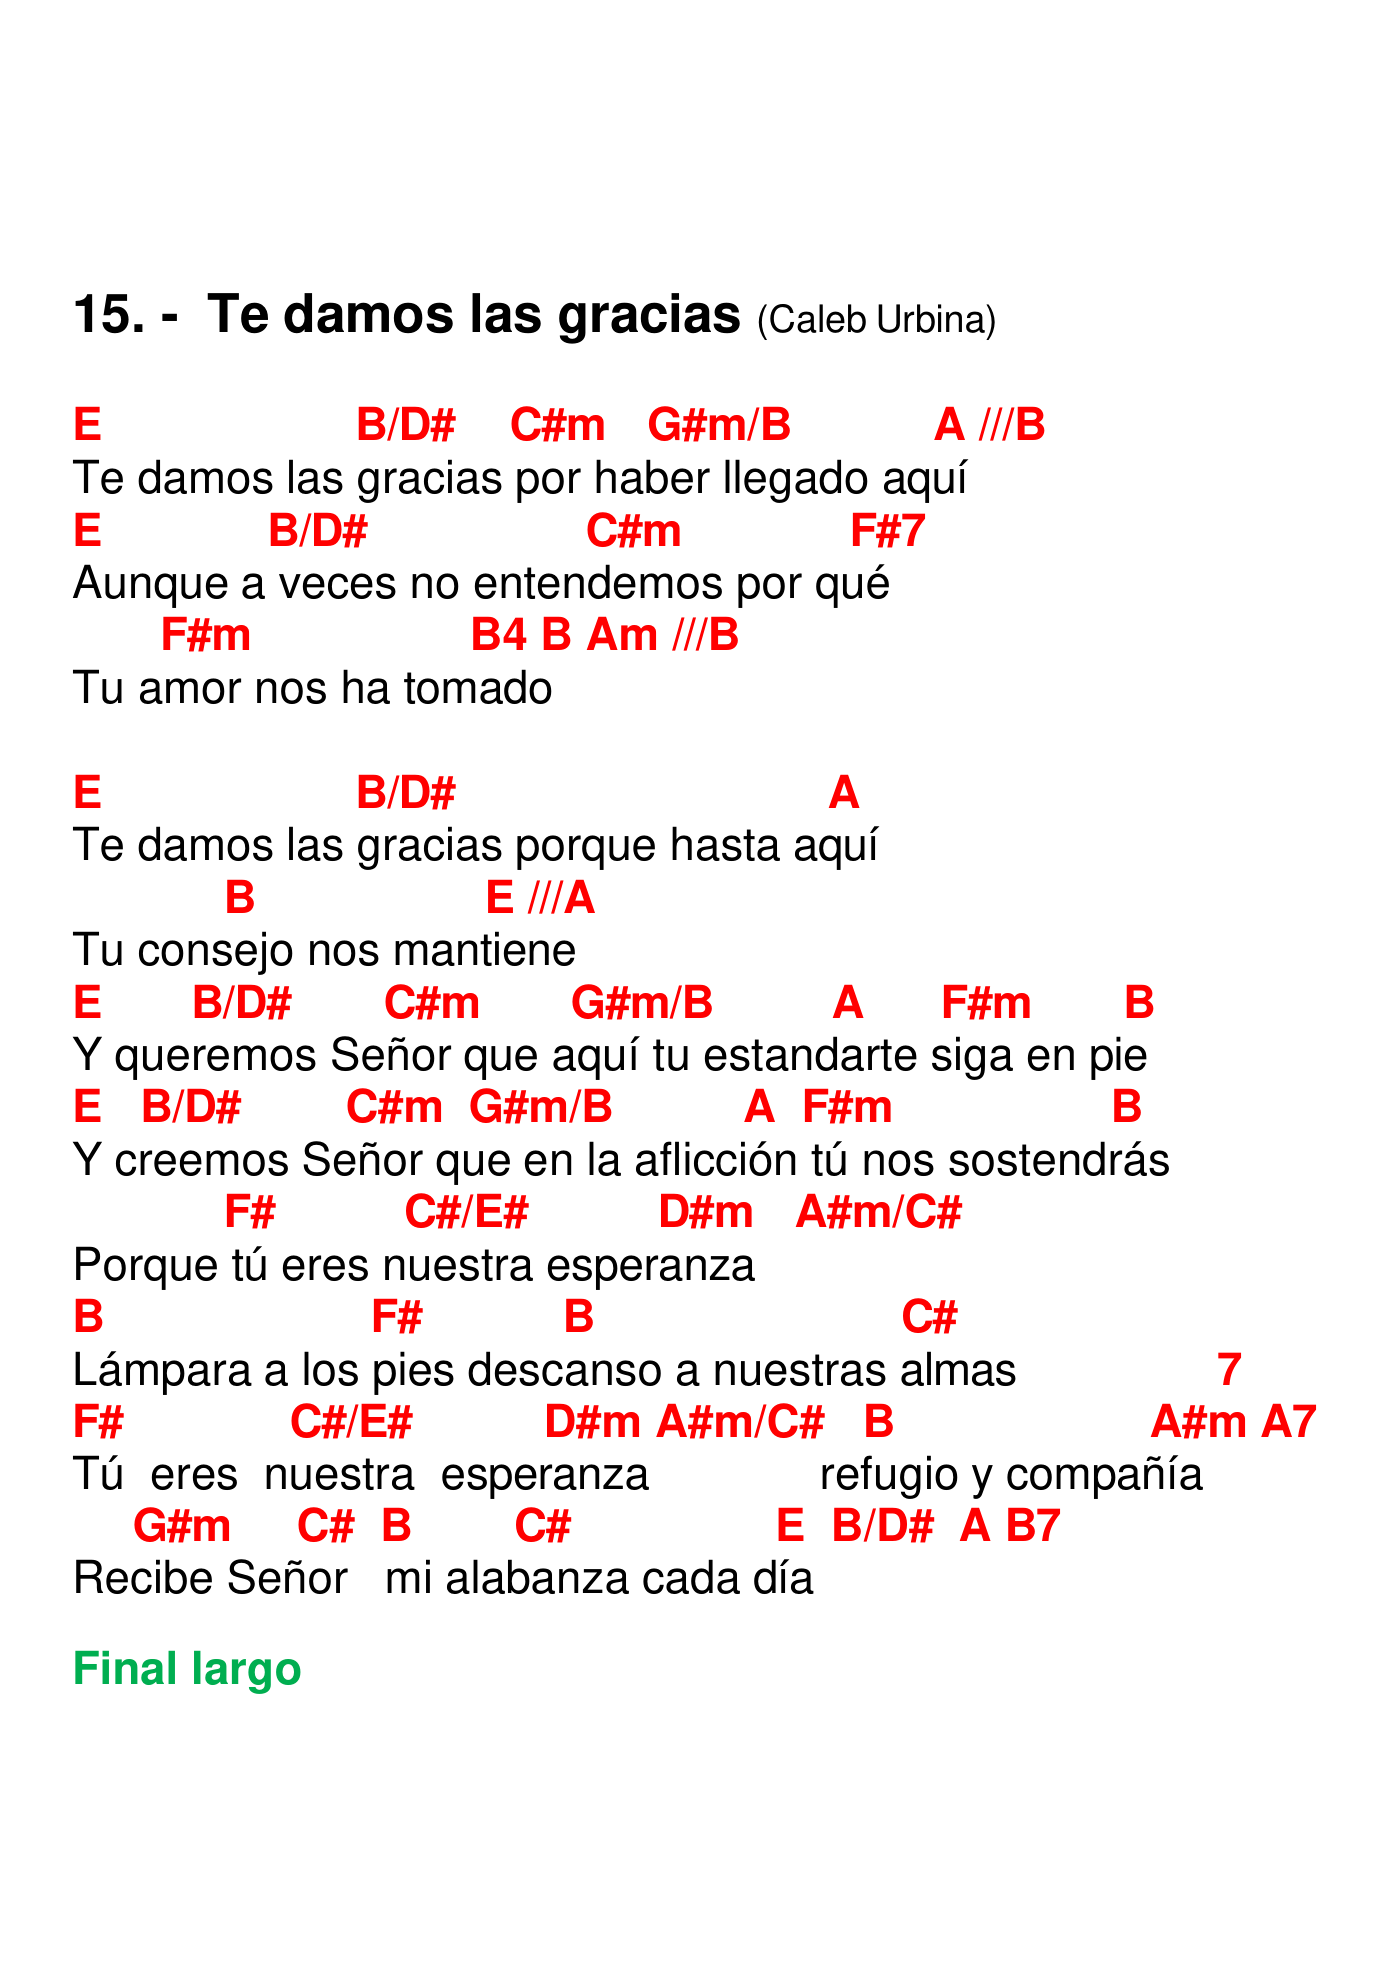 15. -  Te damos las gracias (Caleb Urbina)
E B/D# C#m G#m/B A ///B
Te damos las gracias por haber llegado aquí
E B/D# C#m F#7
Aunque a veces no entendemos por qué
F#m B4 B Am ///B
Tu amor nos ha tomado
E B/D# A
Te damos las gracias porque hasta aquí
B E ///A
Tu consejo nos mantiene
E B/D# C#m G#m/B A F#m B
Y queremos Señor que aquí tu estandarte siga en pie
E B/D# C#m G#m/B A F#m B
Y creemos Señor que en la aflicción tú nos sostendrás
F# C#/E# D#m A#m/C#
Porque tú eres nuestra esperanza
B F# B C#
Lámpara a los pies descanso a nuestras almas 7
F# C#/E# D#m A#m/C# B A#m A7
Tú eres nuestra esperanza refugio y compañía
G#m C# B C# E B/D# A B7
Recibe Señor mi alabanza cada día
Final largo